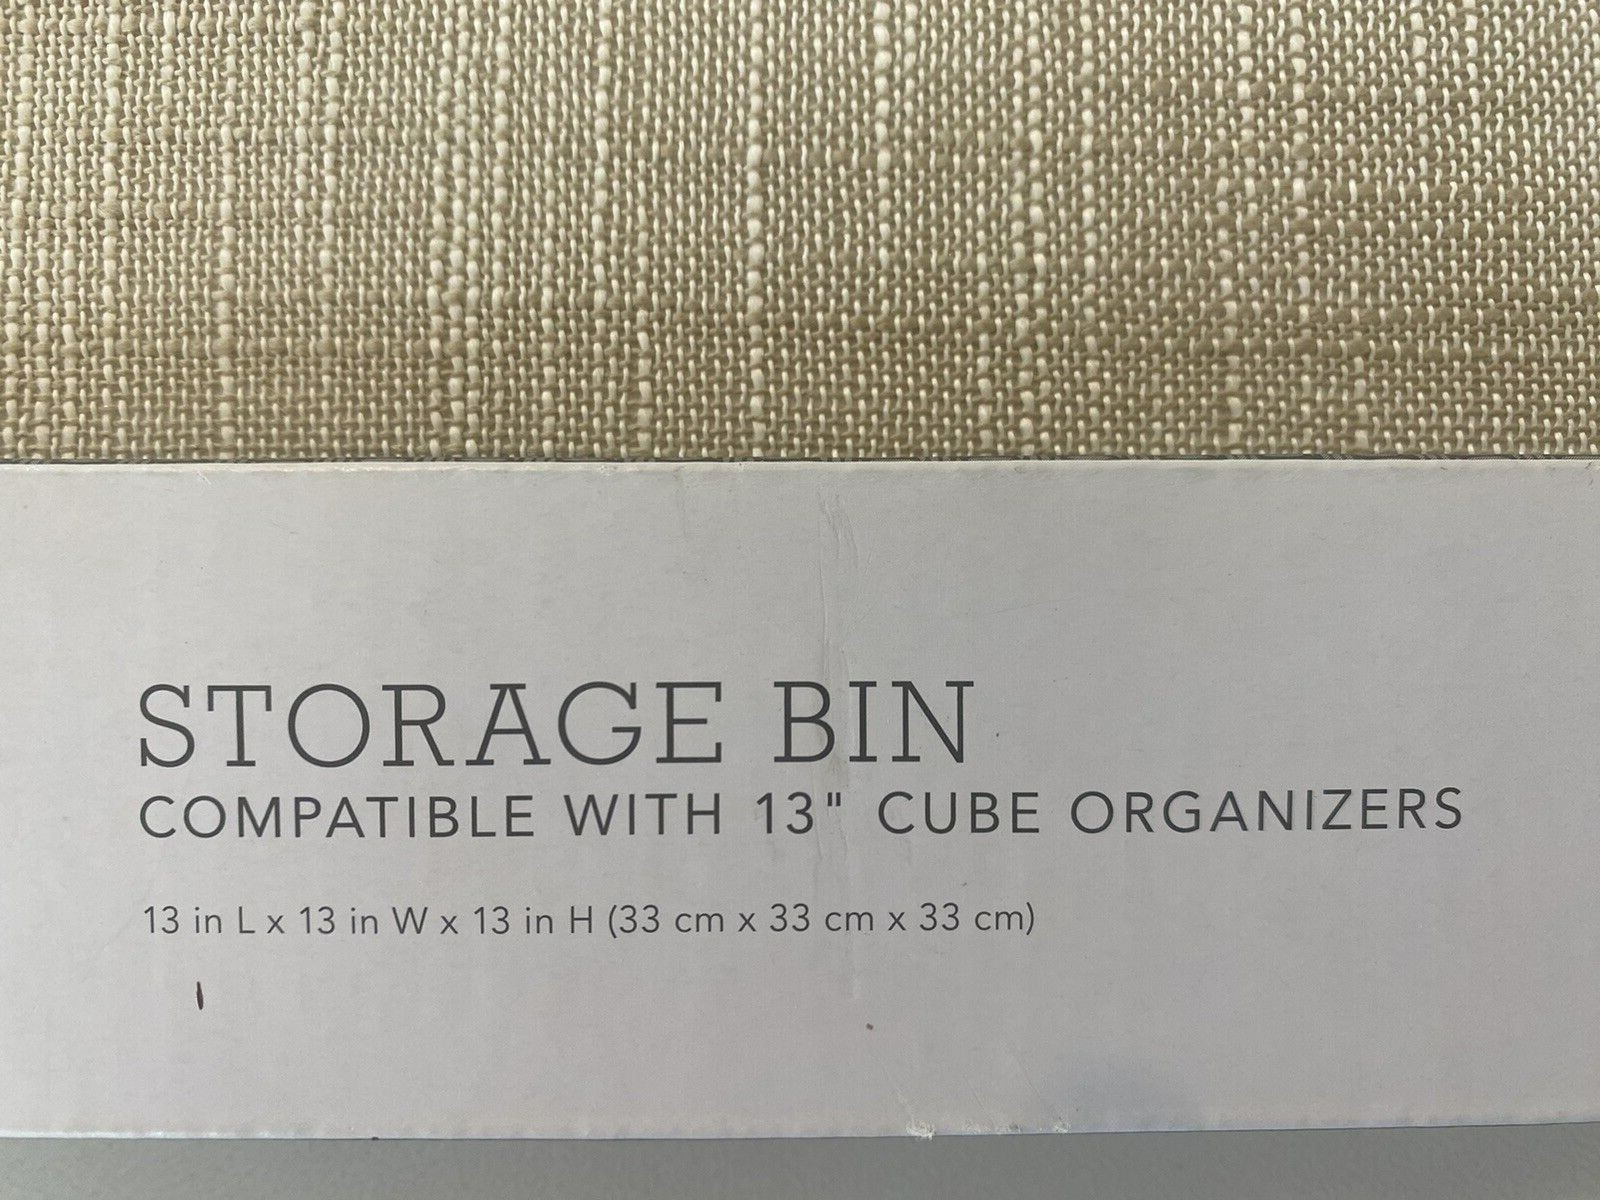 STORAGE BIN
COMPATIBLE WITH 13" CUBE ORGANIZERS
13 in L x 13 in W x 13 in H (33 cm x 33 cm x 33 cm)